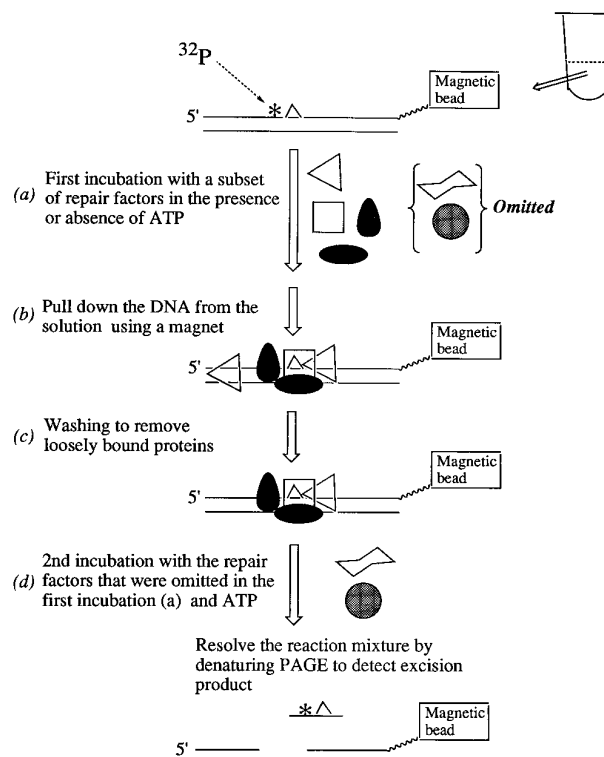 32P
Magnetic
bead
5'
* 
(a) First incubation with a subset
of repair factors in the presence
or absence of ATP
Omitted
(b) Pull down the DNA from the
solution using a magnet
Magnetic
bead
5'
(c) Washing to remove
loosely bound proteins
Magnetic
bead
5'
(d) 2nd incubation with the repair
factors that were omitted in the
first incubation (a) and ATP
Resolve the reaction mixture by
denaturing PAGE to detect excision
product
*
Magnetic
bead
5'